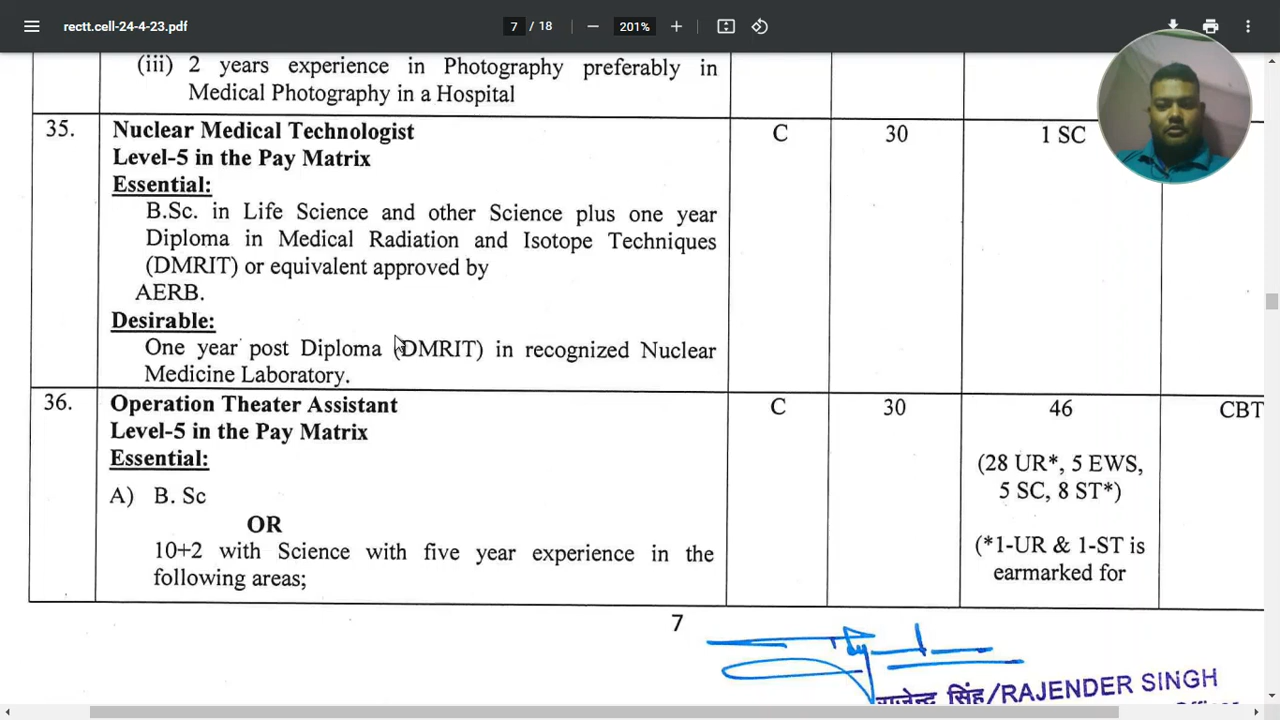 rectt.cell-24-4-23.pdf
7 / 18
201%
(iii) 2 years experience in Photography preferably in
Medical Photography in a Hospital
35. Nuclear Medical Technologist C 30 1 SC
Level-5 in the Pay Matrix
Essential:
B.Sc. in Life Science and other Science plus one year
Diploma in Medical Radiation and Isotope Techniques
(DMRIT) or equivalent approved by
AERB.
Desirable:
One year post Diploma (DMRIT) in recognized Nuclear
Medicine Laboratory.
36. Operation Theater Assistant C 30 46 CBT
Level-5 in the Pay Matrix
Essential:
(28 UR*, 5 EWS,
A) B. Sc 5 SC, 8 ST*)
OR
10+2 with Science with five year experience in the (*1-UR & 1-ST is
following areas; earmarked for
7
राजेन्द्र सिंह/RAJENDER SINGH